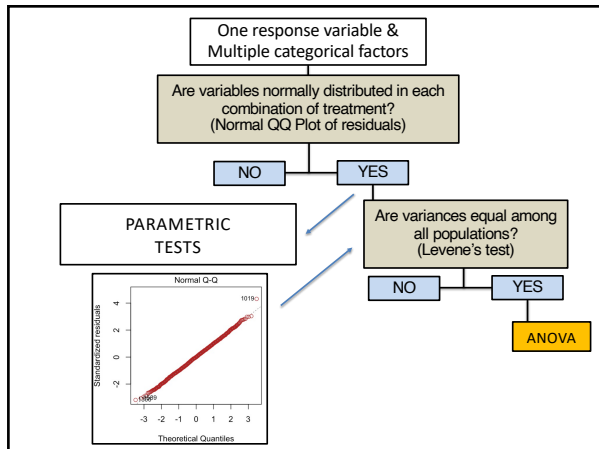 One response variable &
Multiple categorical factors
Are variables normally distributed in each
combination of treatment?
(Normal QQ Plot of residuals)
NO
YES
PARAMETRIC
TESTS
Are variances equal among
all populations?
(Levene's test)
NO
YES
ANOVA
Normal Q-Q
Standardized residuals
4
2
0
-2
1019
-3
-2
-1
0
1
2
3
Theoretical Quantiles